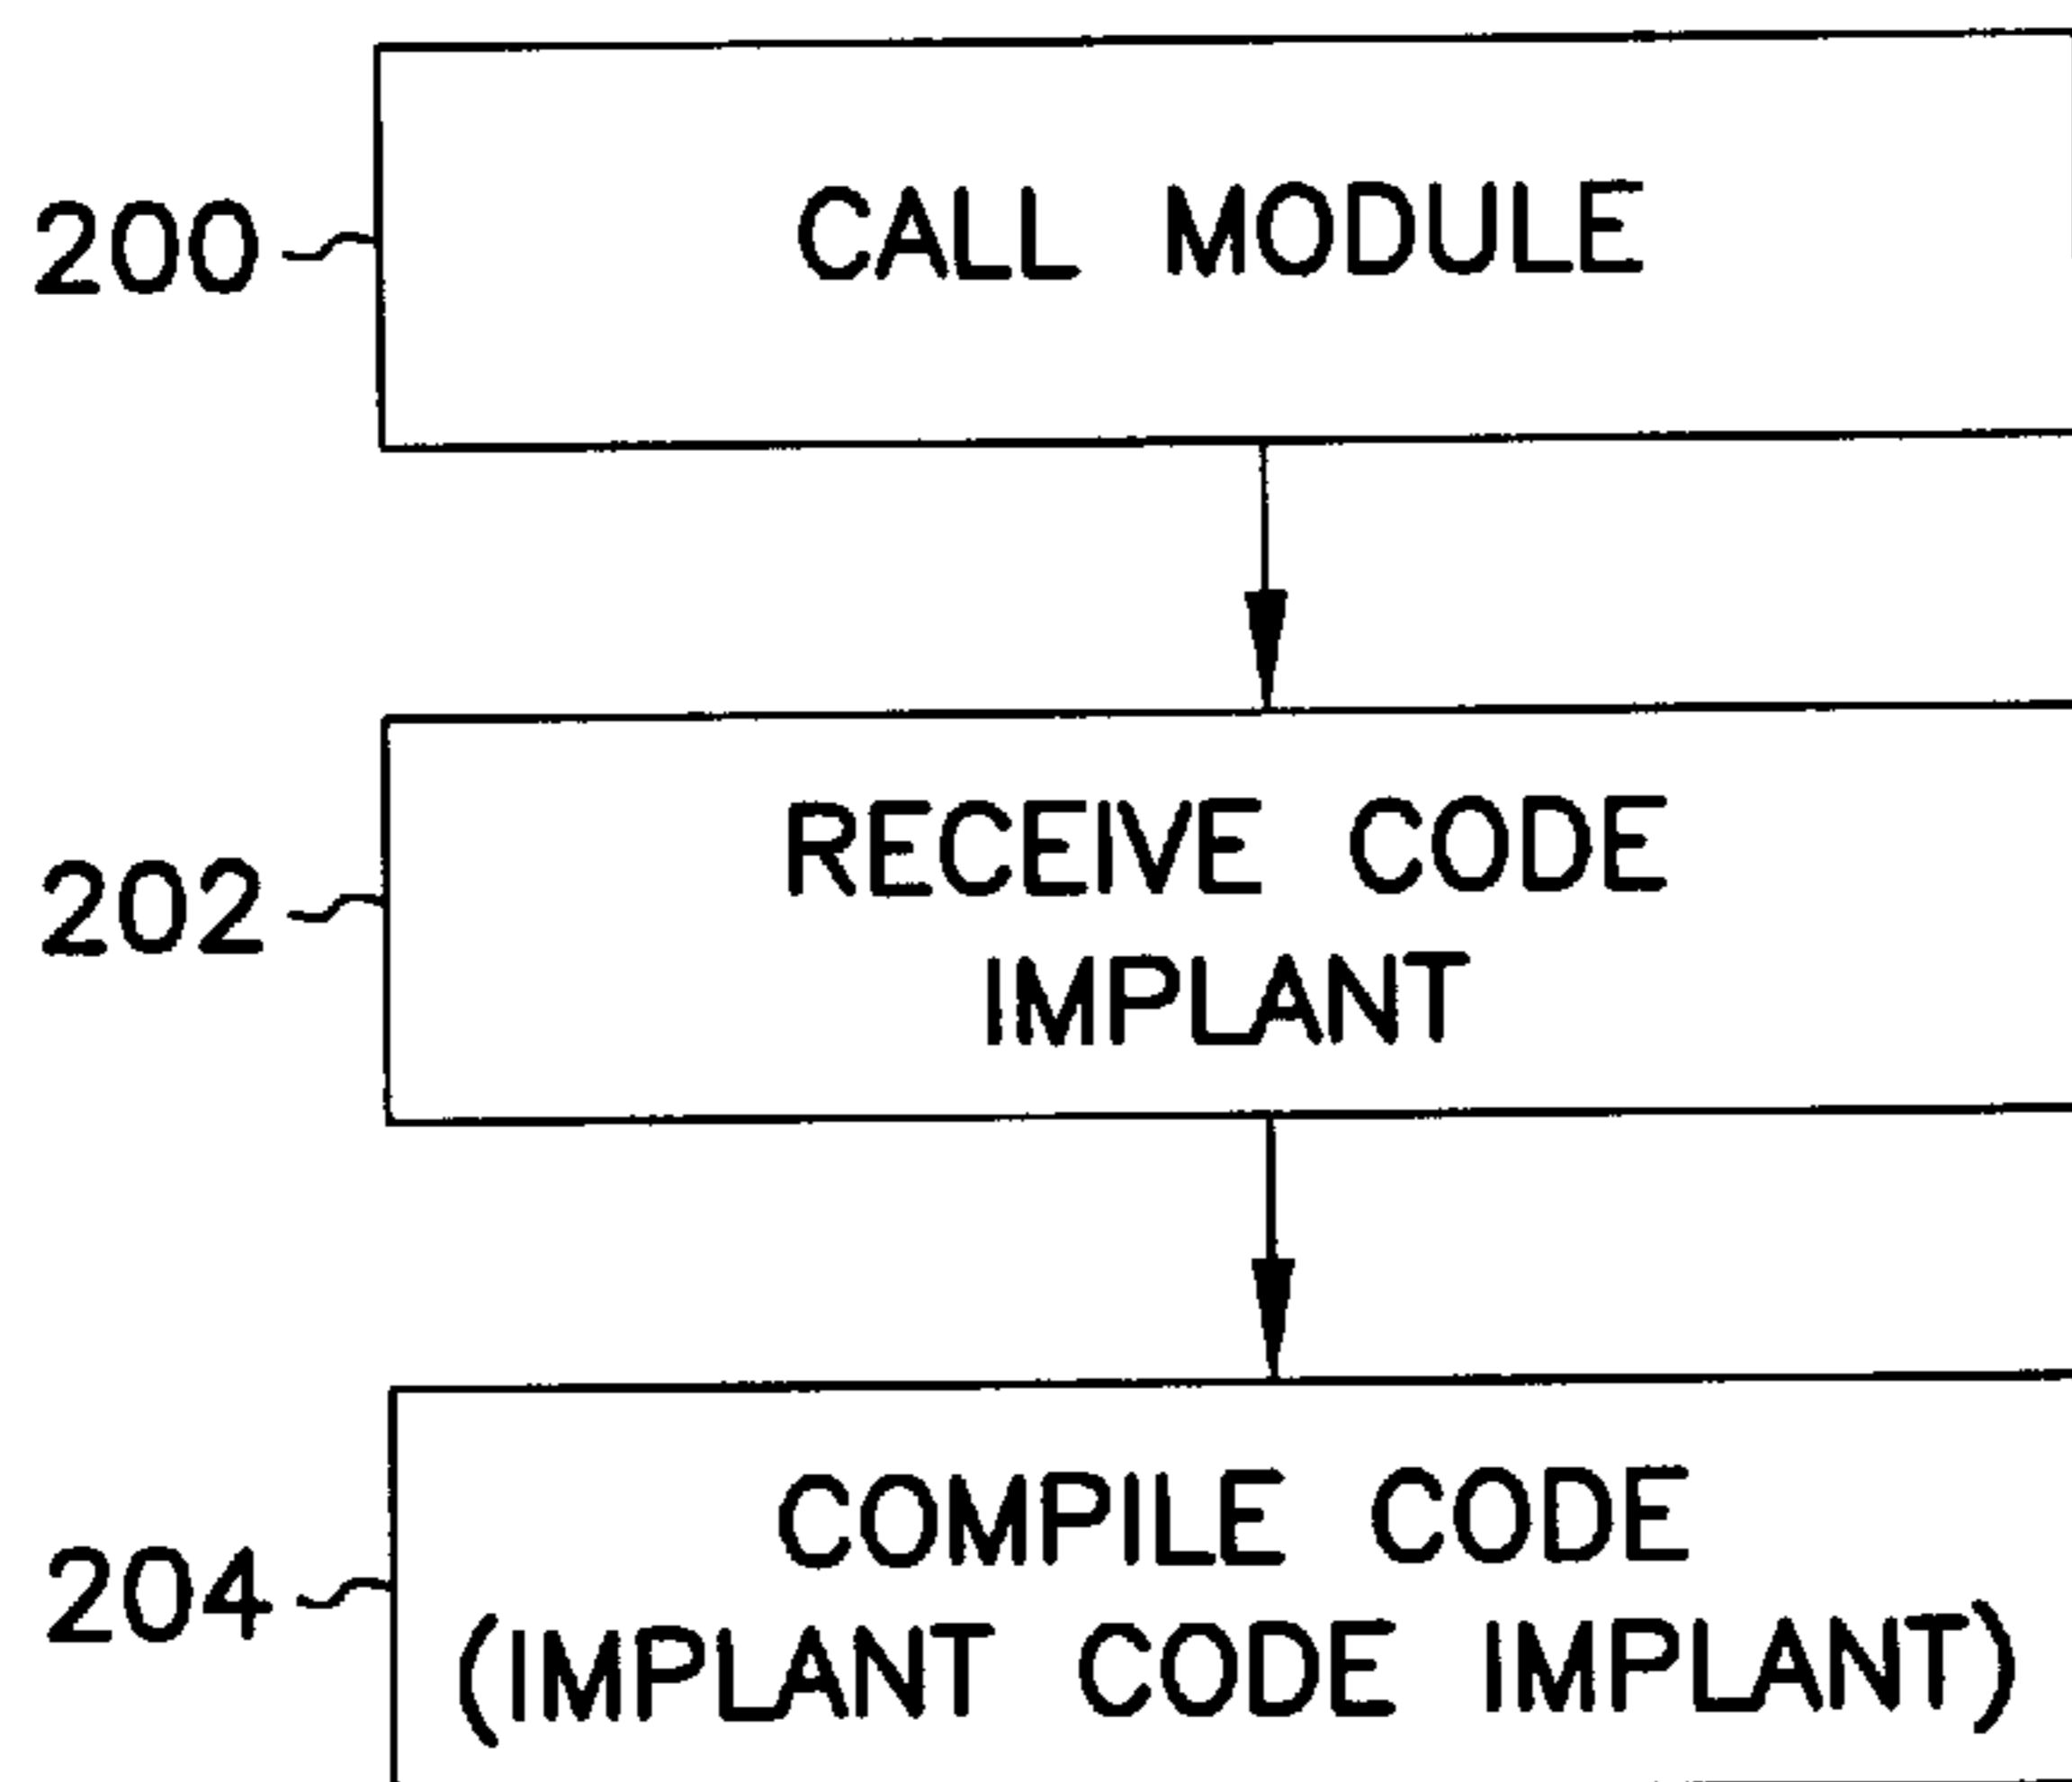 200
CALL MODULE
202
RECEIVE CODE
IMPLANT
204
COMPILE CODE
(IMPLANT CODE IMPLANT)